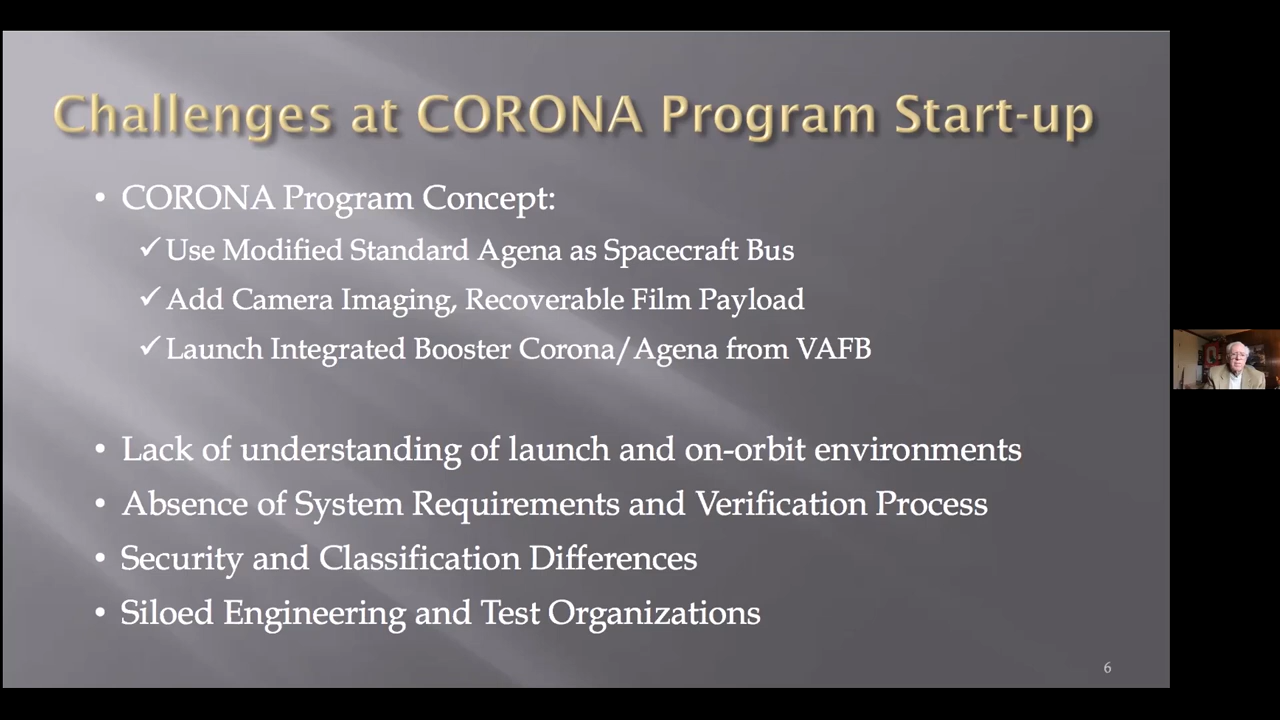 Challenges at CORONA Program Start-up
• CORONA Program Concept:
✓ Use Modified Standard Agena as Spacecraft Bus
✓ Add Camera Imaging, Recoverable Film Payload
✓ Launch Integrated Booster Corona/Agena from VAFB
• Lack of understanding of launch and on-orbit environments
• Absence of System Requirements and Verification Process
• Security and Classification Differences
• Siloed Engineering and Test Organizations
6